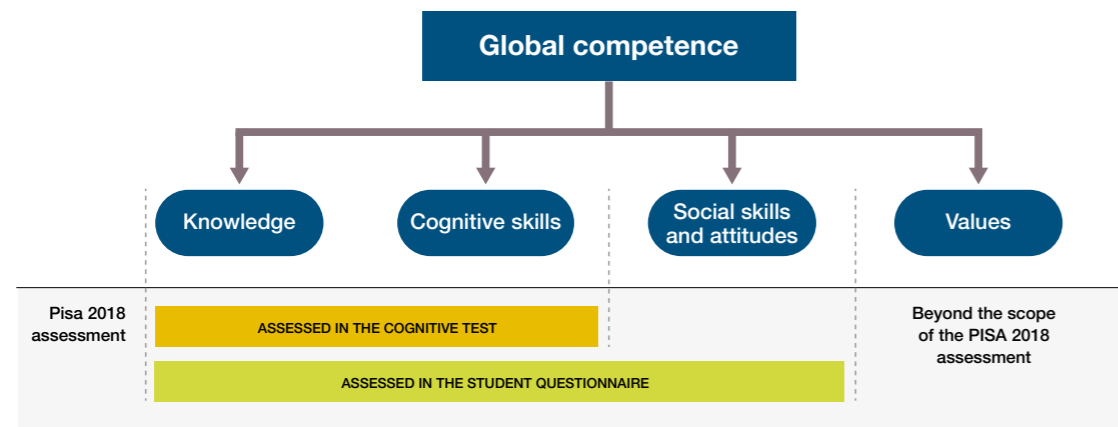 Global competence
Knowledge
Cognitive skills
Social skills
and attitudes
Values
Pisa 2018
assessment
ASSESSED IN THE COGNITIVE TEST
ASSESSED IN THE STUDENT QUESTIONNAIRE
Beyond the scope
of the PISA 2018
assessment